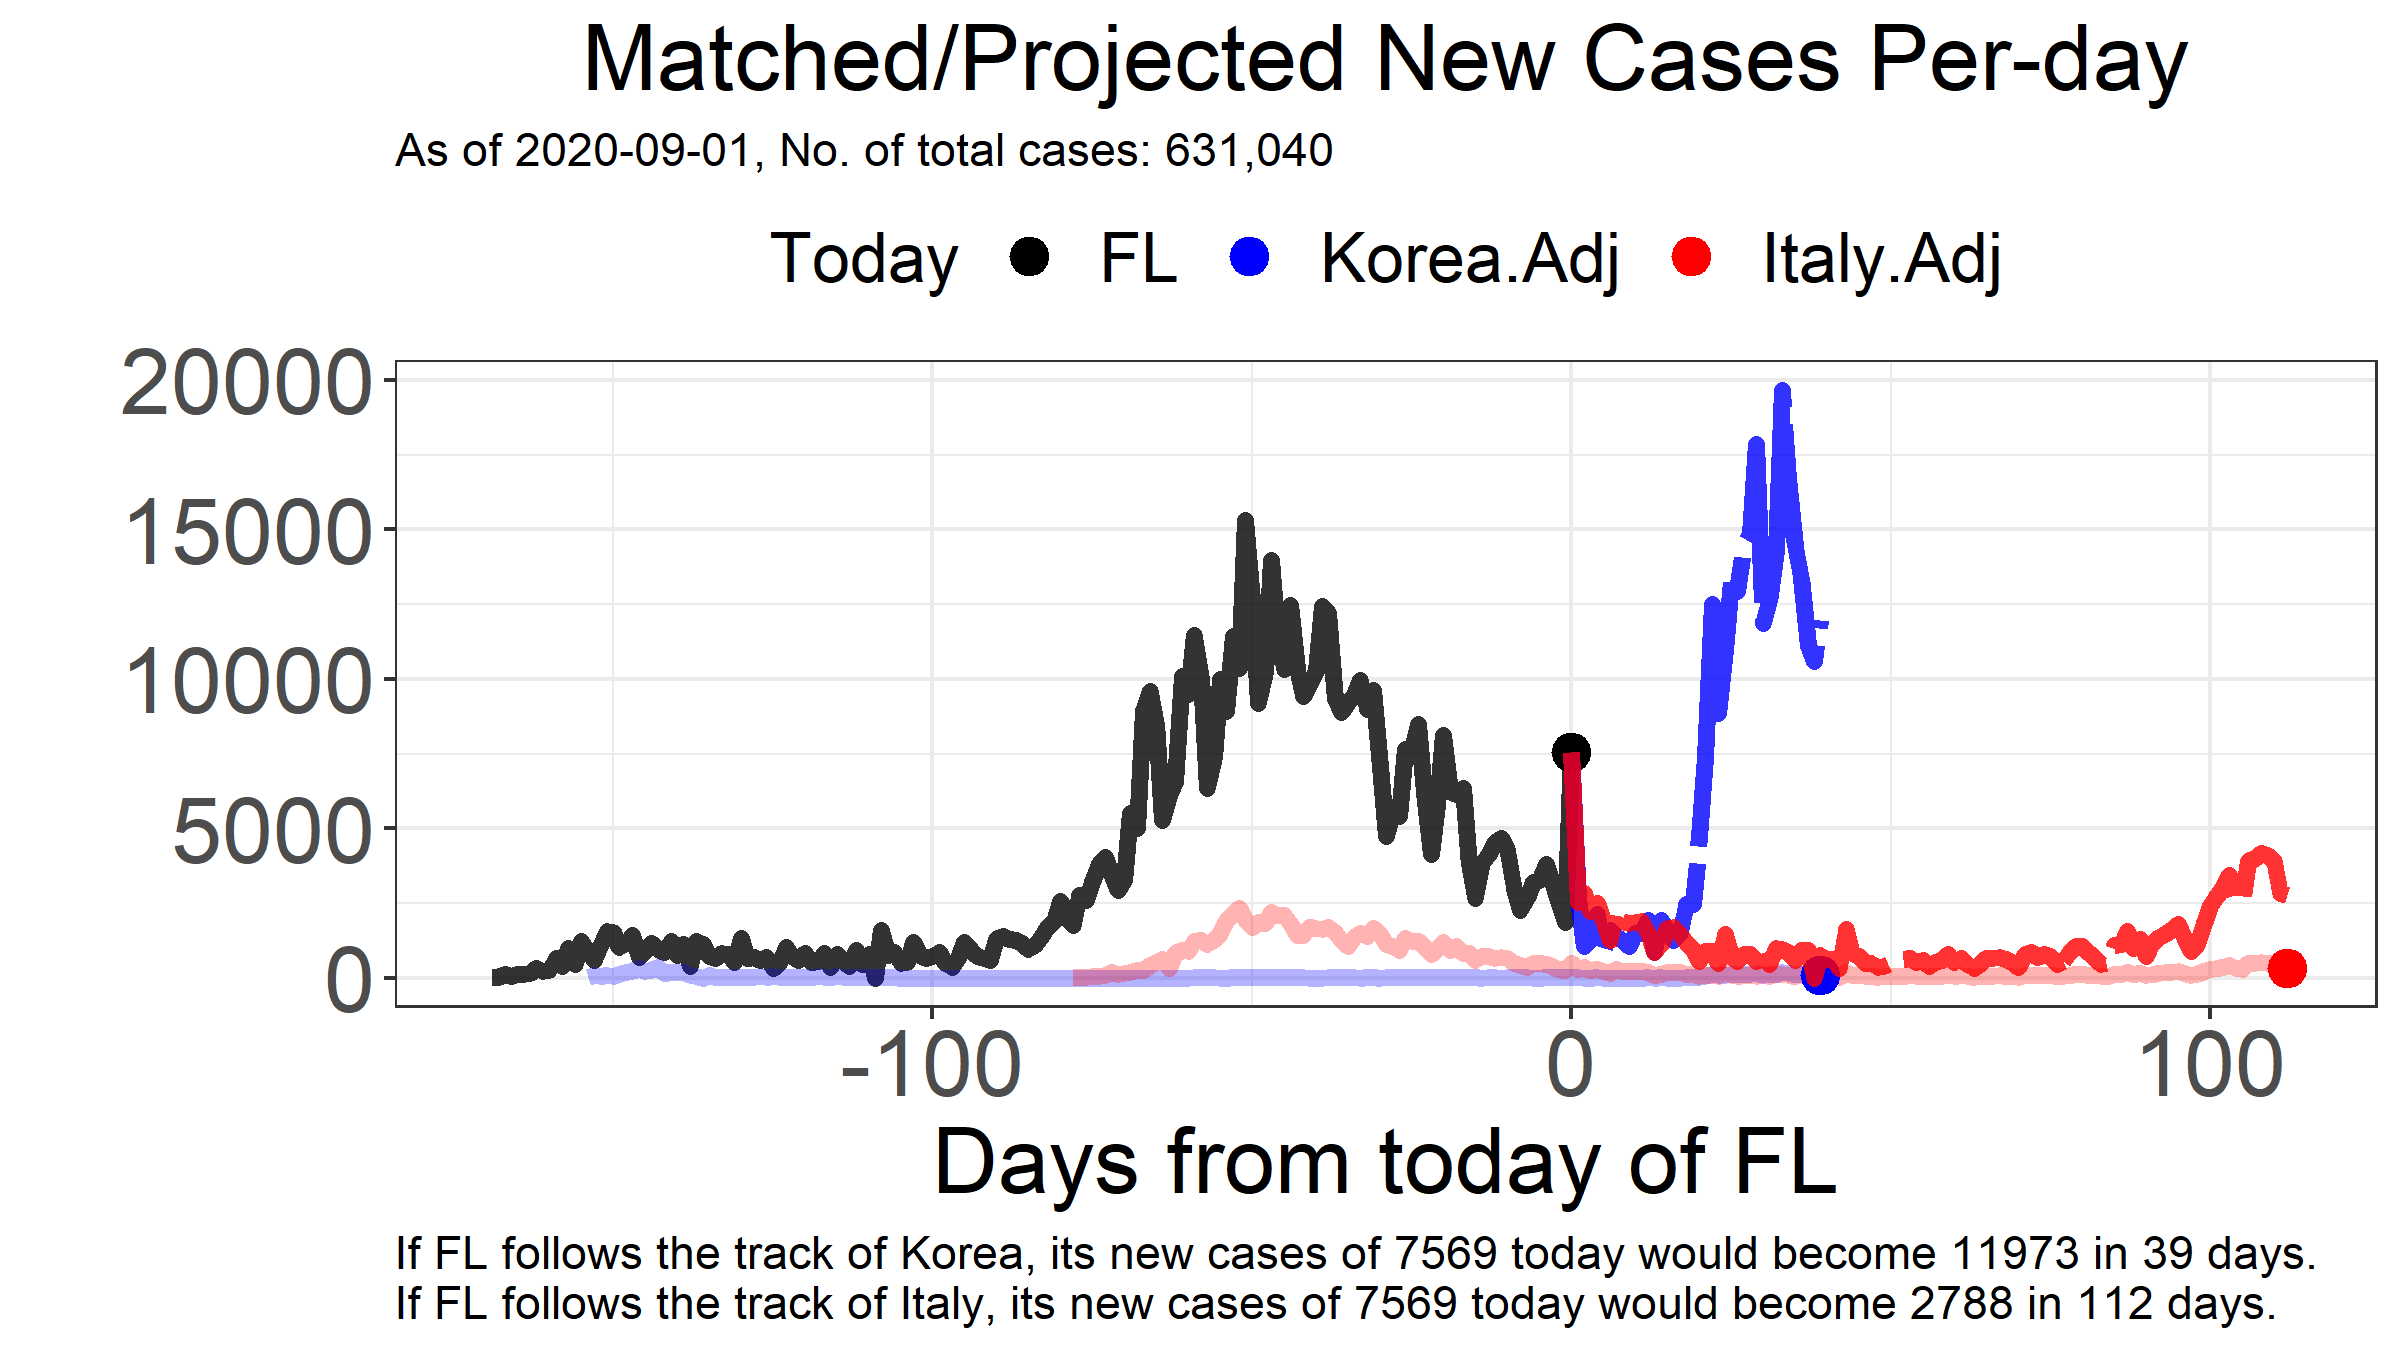 Matched/Projected New Cases Per-day
As of 2020-09-01, No. of total cases: 631,040
Today FL Korea.Adj Italy.Adj
20000
15000
10000
5000
0
-100 0 100
Days from today of FL
If FL follows the track of Korea, its new cases of 7569 today would become 11973 in 39 days.
If FL follows the track of Italy, its new cases of 7569 today would become 2788 in 112 days.